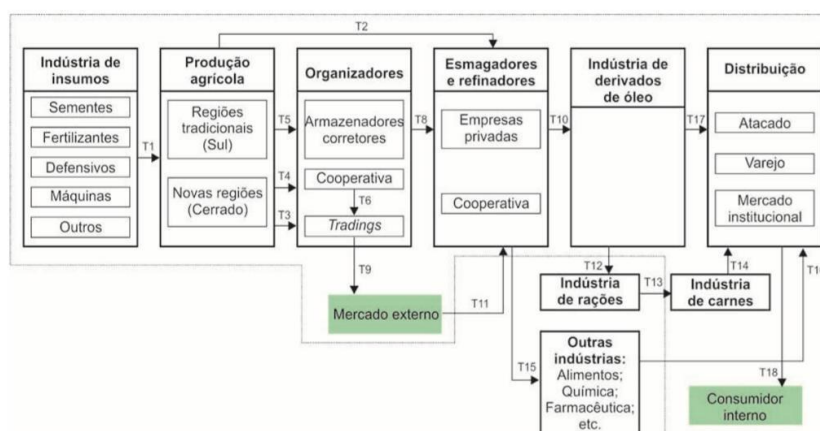 T2
Indústria de
insumos
Sementes
Fertilizantes
Defensivos
Máquinas
Outros
T1
Produção
agrícola
Regiões
tradicionais
(Sul)
Novas regiões
(Cerrado)
T5
T4
T3
Organizadores
Armazenadores
corretores
Cooperativa
T6
Tradings
T8
T9
Esmagadores
e refinadores
Empresas
privadas
Cooperativa
T10
Indústria de
derivados
de óleo
T17
Distribuição
Atacado
Varejo
Mercado
institucional
Mercado externo
T11
T12
Indústria
de rações
T13
Indústria
de carnes
T14
T15
Outras
indústrias:
Alimentos;
Química;
Farmacêutica;
etc.
T18
Consumidor
interno